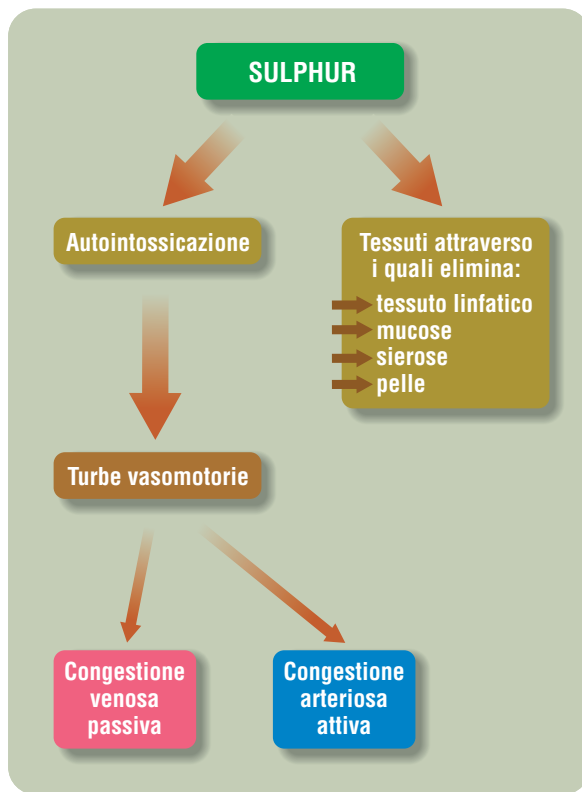 SULPHUR
Autointossicazione
Tessuti attraverso
i quali elimina:
tessuto linfatico
mucose
sierose
pelle
Turbe vasomotorie
Congestione
venosa
passiva
Congestione
arteriosa
attiva